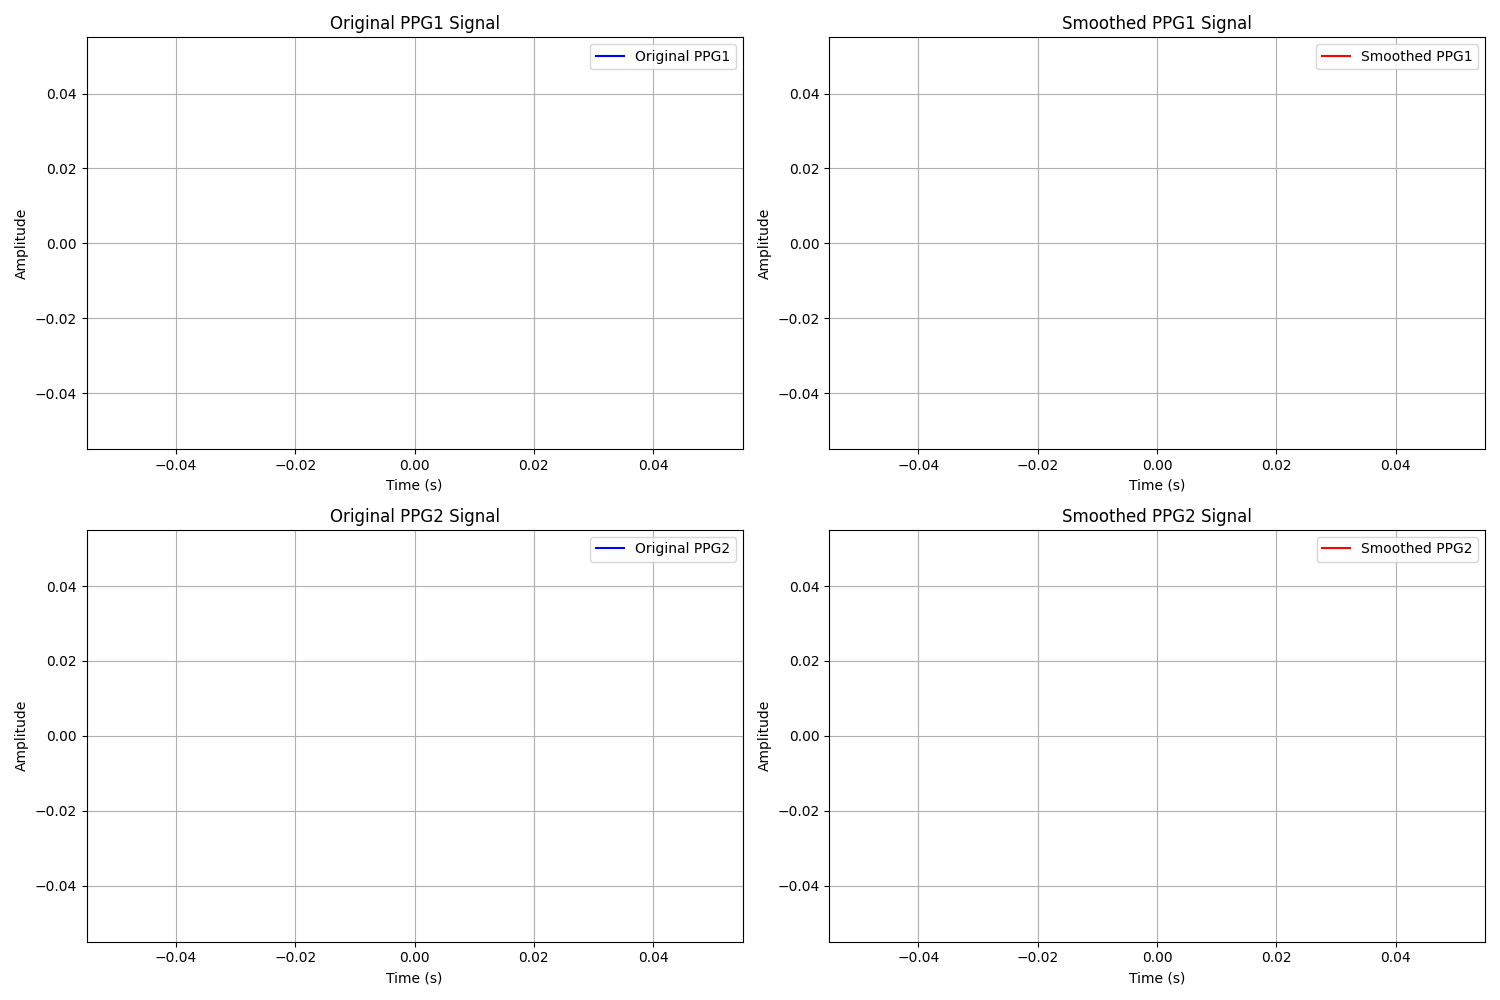 Original PPG1 Signal
Original PPG1
Amplitude
0.04
0.02
0.00
−0.02
−0.04
−0.04 −0.02 0.00 0.02 0.04
Time (s)
Smoothed PPG1 Signal
Smoothed PPG1
Amplitude
0.04
0.02
0.00
−0.02
−0.04
−0.04 −0.02 0.00 0.02 0.04
Time (s)
Original PPG2 Signal
Original PPG2
Amplitude
0.04
0.02
0.00
−0.02
−0.04
−0.04 −0.02 0.00 0.02 0.04
Time (s)
Smoothed PPG2 Signal
Smoothed PPG2
Amplitude
0.04
0.02
0.00
−0.02
−0.04
−0.04 −0.02 0.00 0.02 0.04
Time (s)